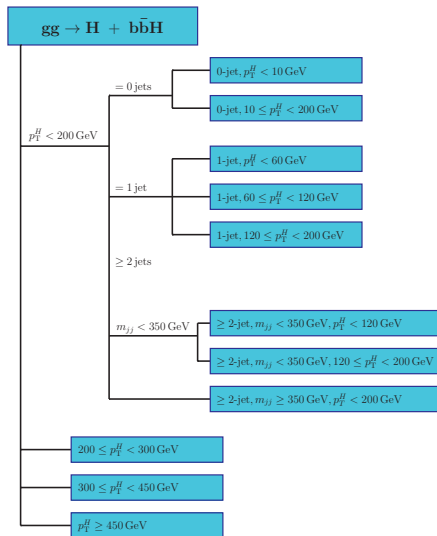 gg → H + bb̄H
= 0 jets
0-jet, p_T^H < 10 GeV
0-jet, 10 ≤ p_T^H < 200 GeV
p_T^H < 200 GeV
1-jet, p_T^H < 60 GeV
= 1 jet
1-jet, 60 ≤ p_T^H < 120 GeV
1-jet, 120 ≤ p_T^H < 200 GeV
≥ 2 jets
m_jj < 350 GeV
≥ 2-jet, m_jj < 350 GeV, p_T^H < 120 GeV
≥ 2-jet, m_jj < 350 GeV, 120 ≤ p_T^H < 200 GeV
≥ 2-jet, m_jj ≥ 350 GeV, p_T^H < 200 GeV
200 ≤ p_T^H < 300 GeV
300 ≤ p_T^H < 450 GeV
p_T^H ≥ 450 GeV